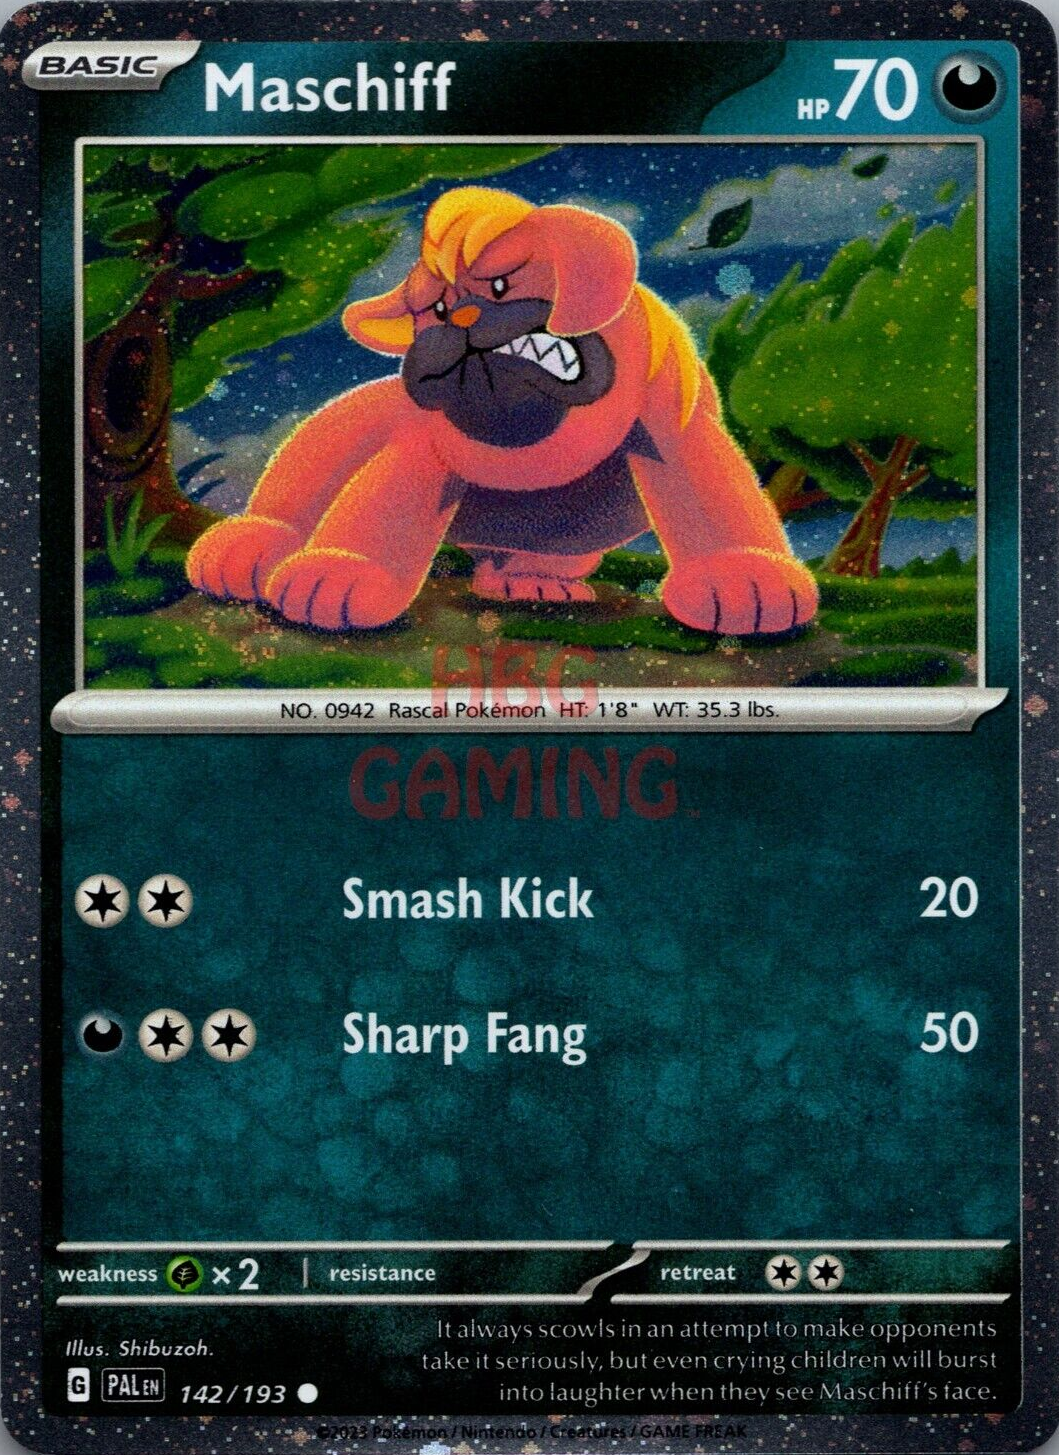 BASIC
Maschiff
HP 70
NO. 0942 Rascal Pokémon HT: 1'8" WT: 35.3 lbs.
HBG
GAMING
Smash Kick 20
Sharp Fang 50
weakness ×2 resistance retreat
Illus. Shibuzoh.
It always scowls in an attempt to make opponents
take it seriously, but even crying children will burst
into laughter when they see Maschiff's face.
G PAL EN 142/193
©2023 Pokémon / Nintendo / Creatures / GAME FREAK